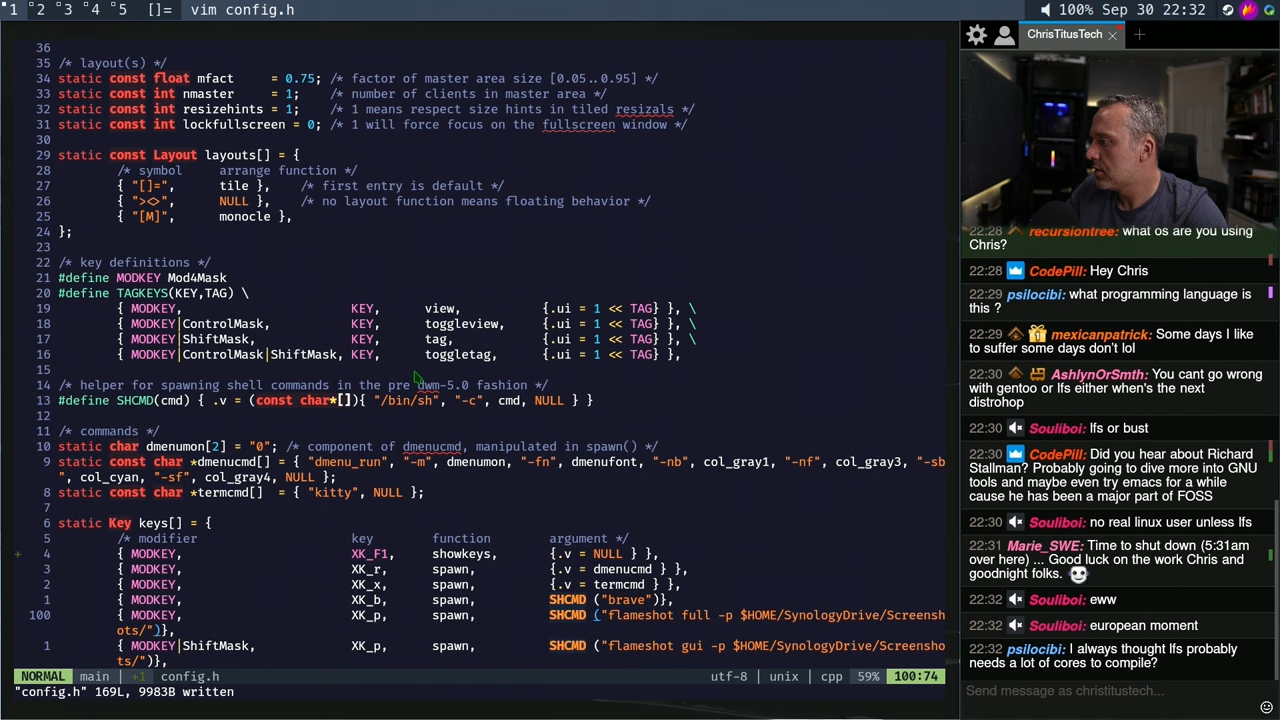 1 2 3 4 5 []= vim config.h
100% Sep 30 22:32
36
35 /* layout(s) */
34 static const float mfact     = 0.75; /* factor of master area size [0.05..0.95] */
33 static const int nmaster     = 1;    /* number of clients in master area */
32 static const int resizehints = 1;    /* 1 means respect size hints in tiled resizals */
31 static const int lockfullscreen = 0; /* 1 will force focus on the fullscreen window */
30
29 static const Layout layouts[] = {
28 /* symbol     arrange function */
27 { "[]=",      tile },    /* first entry is default */
26 { "><>",      NULL },    /* no layout function means floating behavior */
25 { "[M]",      monocle },
24 };
23
22 /* key definitions */
21 #define MODKEY Mod4Mask
20 #define TAGKEYS(KEY,TAG) \
19 { MODKEY,                       KEY,      view,           {.ui = 1 << TAG} }, \
18 { MODKEY|ControlMask,           KEY,      toggleview,     {.ui = 1 << TAG} }, \
17 { MODKEY|ShiftMask,             KEY,      tag,            {.ui = 1 << TAG} }, \
16 { MODKEY|ControlMask|ShiftMask, KEY,      toggletag,      {.ui = 1 << TAG} },
15
14 /* helper for spawning shell commands in the pre dwm-5.0 fashion */
13 #define SHCMD(cmd) { .v = (const char*[]){ "/bin/sh", "-c", cmd, NULL } }
12
11 /* commands */
10 static char dmenumon[2] = "0"; /* component of dmenucmd, manipulated in spawn() */
9 static const char *dmenucmd[] = { "dmenu_run", "-m", dmenumon, "-fn", dmenufont, "-nb", col_gray1, "-nf", col_gray3, "-sb
", col_cyan, "-sf", col_gray4, NULL };
8 static const char *termcmd[]  = { "kitty", NULL };
7
6 static Key keys[] = {
5 /* modifier                     key        function        argument */
4 { MODKEY,                       XK_F1,     showkeys,       {.v = NULL } },
3 { MODKEY,                       XK_r,      spawn,          {.v = dmenucmd } },
2 { MODKEY,                       XK_x,      spawn,          {.v = termcmd } },
1 { MODKEY,                       XK_b,      spawn,          SHCMD ("brave")},
100 { MODKEY,                       XK_p,      spawn,          SHCMD ("flameshot full -p $HOME/SynologyDrive/Screensh
ots/")},
1 { MODKEY|ShiftMask,             XK_p,      spawn,          SHCMD ("flameshot gui -p $HOME/SynologyDrive/Screensho
ts/")},
NORMAL main +1 config.h utf-8 | unix | cpp 59% 100:74
"config.h" 169L, 9983B written
ChrisTitusTech
22:28 recursiontree: what os are you using
Chris?
22:28 CodePill: Hey Chris
22:29 psilocibi: what programming language is
this ?
22:29 mexicanpatrick: Some days I like
to suffer some days don't lol
22:30 AshlynOrSmth: You cant go wrong
with gentoo or lfs either when's the next
distrohop
22:30 Souliboi: lfs or bust
22:30 CodePill: Did you hear about Richard
Stallman? Probably going to dive more into GNU
tools and maybe even try emacs for a while
cause he has been a major part of FOSS
22:30 Souliboi: no real linux user unless lfs
22:31 Marie_SWE: Time to shut down (5:31am
over here) ... Good luck on the work Chris and
goodnight folks.
22:32 Souliboi: eww
22:32 Souliboi: european moment
22:32 psilocibi: I always thought lfs probably
needs a lot of cores to compile?
Send message as christitustech...